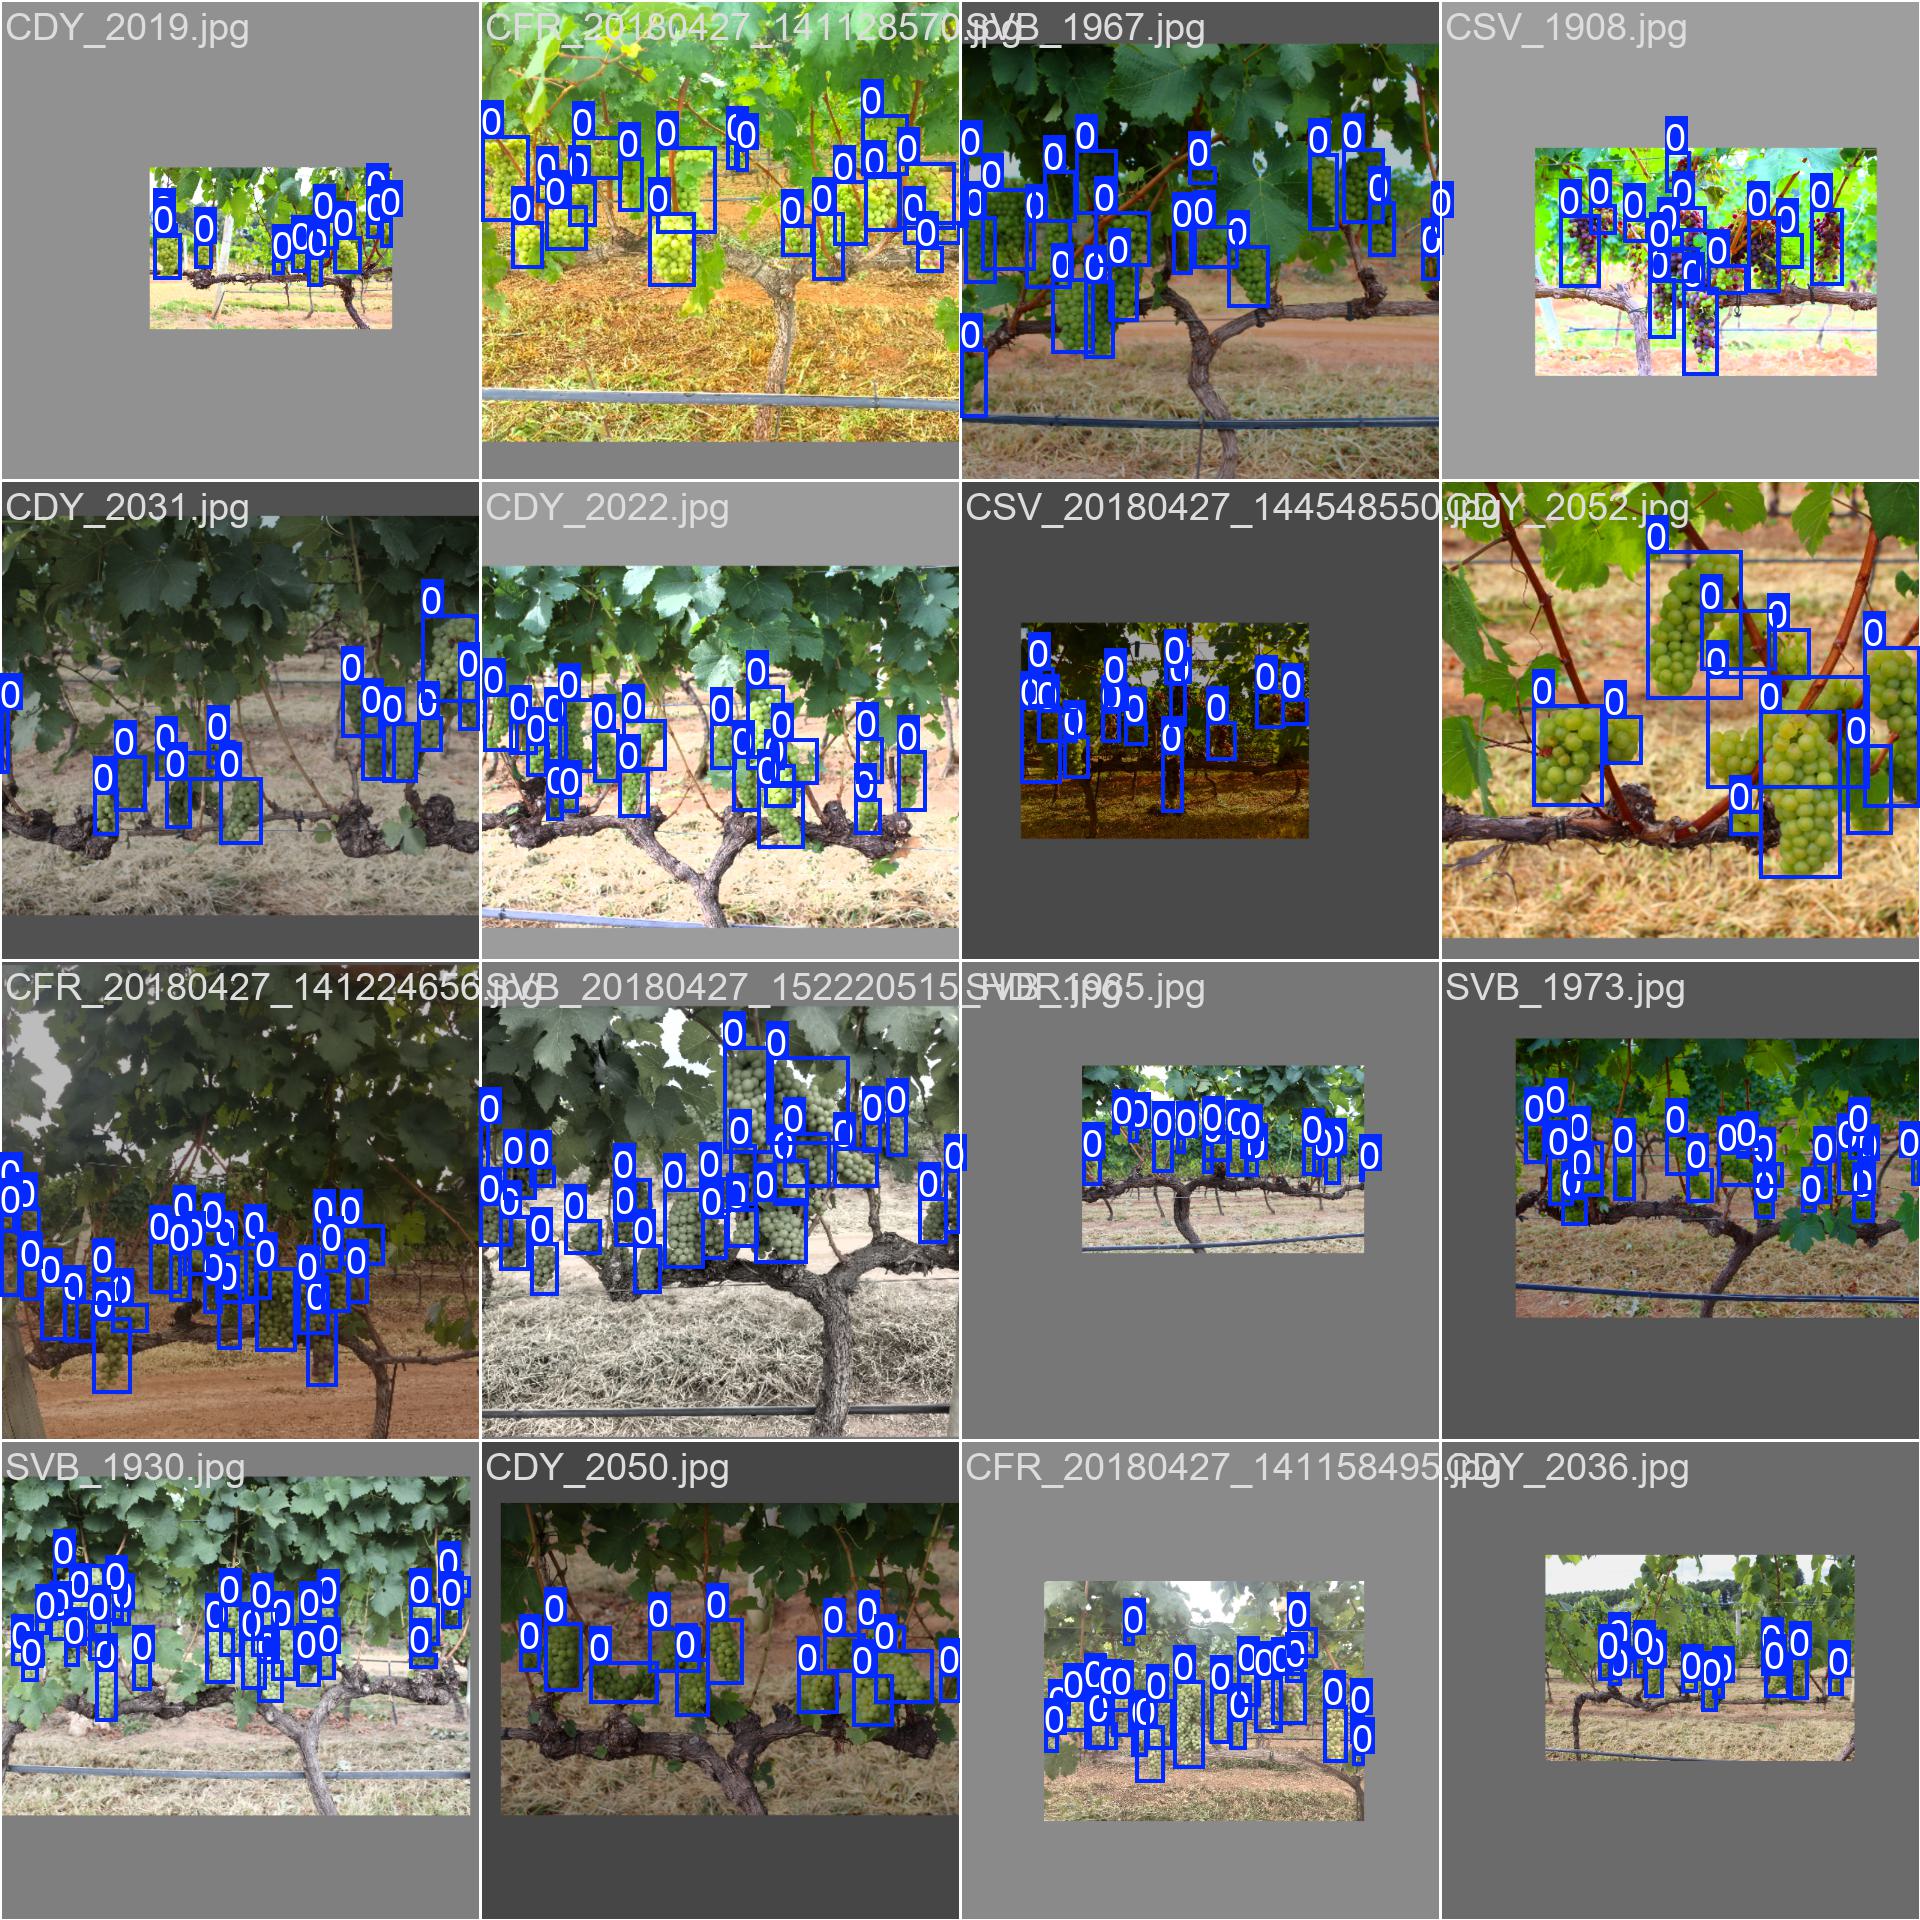 CDY_2019.jpg
CFR_20180427_141128570.jpg
SVB_1967.jpg
CSV_1908.jpg
CDY_2031.jpg
CDY_2022.jpg
CSV_20180427_144548550.jpg
CDY_2052.jpg
CFR_20180427_141224656.jpg
SVB_20180427_152220515_HDR.jpg
SVB_1965.jpg
SVB_1973.jpg
SVB_1930.jpg
CDY_2050.jpg
CFR_20180427_141158495.jpg
CDY_2036.jpg